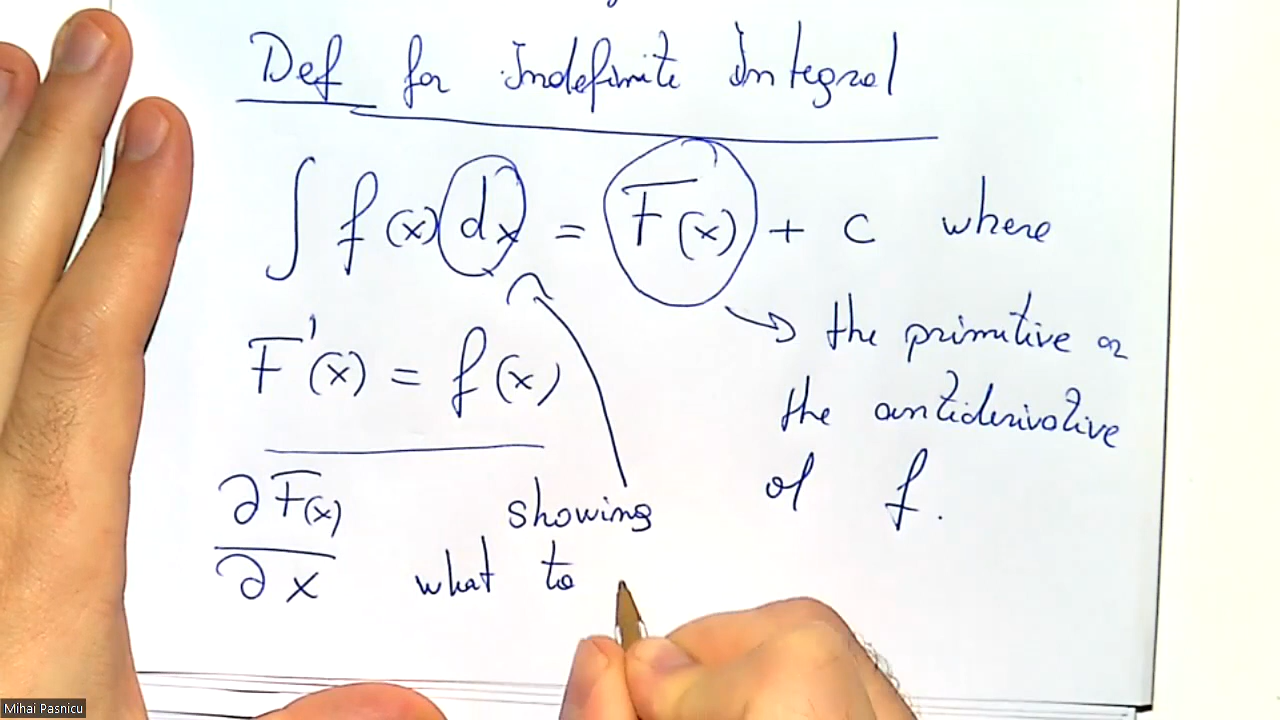 Def for Indefinite Integral
∫ f(x) dx = F(x) + c where
→ the primitive or
F'(x) = f(x)
the antiderivative
of f.
∂F(x)
∂x
showing
what to
Mihai Pasnicu